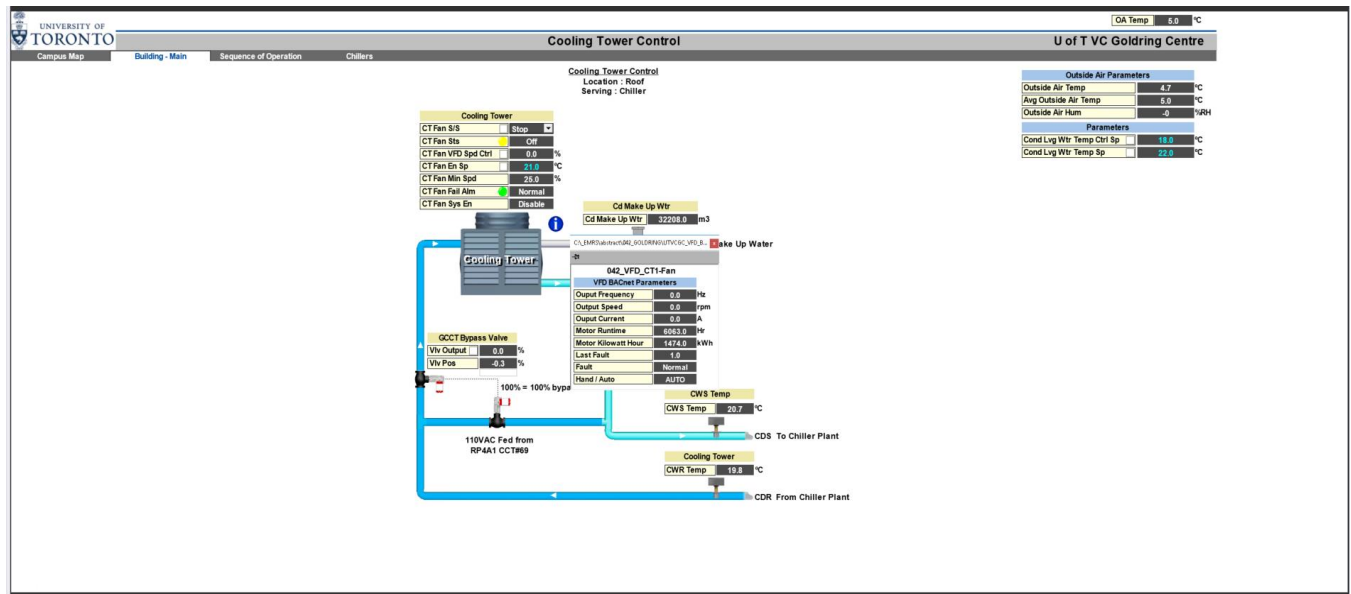 OA Temp 5.0 °C
UNIVERSITY OF
TORONTO
Cooling Tower Control
U of T VC Goldring Centre
Campus Map Building - Main Sequence of Operation Chillers
Cooling Tower Control
Location : Roof
Serving : Chiller
Outside Air Parameters
Outside Air Temp 4.7 °C
Avg Outside Air Temp 5.0 °C
Outside Air Hum -0 %RH
Parameters
Cond Lvg Wtr Temp Ctrl Sp 18.0 °C
Cond Lvg Wtr Temp Sp 22.0 °C
Cooling Tower
CT Fan S/S Stop
CT Fan Sts Off
CT Fan VFD Spd Ctrl 0.0 %
CT Fan En Sp 21.0 °C
CT Fan Min Spd 25.0 %
CT Fan Fail Alm Normal
CT Fan Sys En Disable
Cd Make Up Wtr
Cd Make Up Wtr 32208.0 m3
i
C:\_EMRS\abstract\042_GOLDRING\UTVCGC_VFD_B... x
ake Up Water
Cooling Tower
042_VFD_CT1-Fan
VFD BACnet Parameters
Ouput Frequency 0.0 Hz
Output Speed 0.0 rpm
Ouput Current 0.0 A
Motor Runtime 6063.0 Hr
Motor Kilowatt Hour 1474.0 kWh
Last Fault 1.0
Fault Normal
Hand / Auto AUTO
GCCT Bypass Valve
Vlv Output 0.0 %
Vlv Pos -0.3 %
100% = 100% bypa
110VAC Fed from
RP4A1 CCT#69
CWS Temp
CWS Temp 20.7 °C
CDS To Chiller Plant
Cooling Tower
CWR Temp 19.8 °C
CDR From Chiller Plant